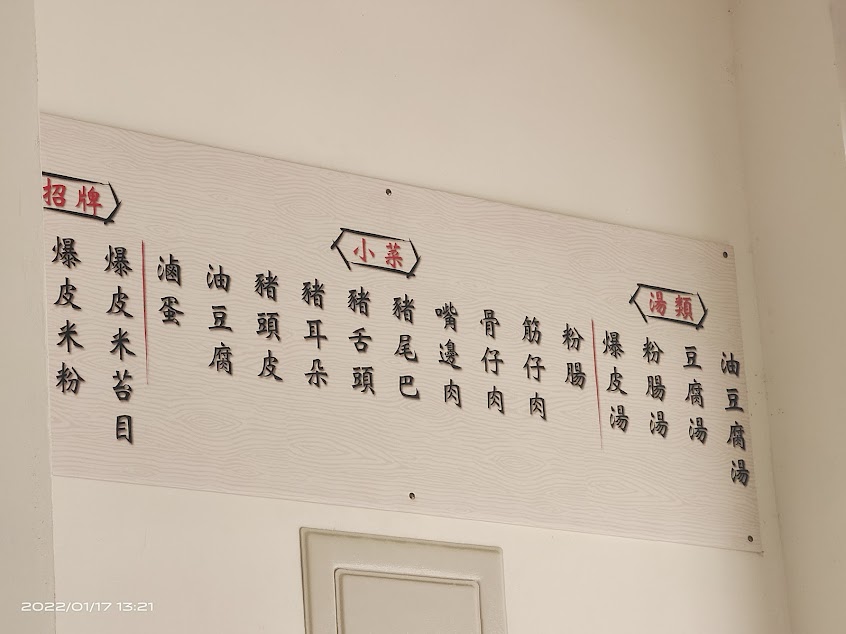 招牌
爆皮米粉
爆皮米苔目
小菜
滷蛋
油豆腐
豬頭皮
豬耳朵
豬舌頭
豬尾巴
嘴邊肉
骨仔肉
筋仔肉
粉腸
湯類
爆皮湯
粉腸湯
豆腐湯
油豆腐湯
2022/01/17 13:21